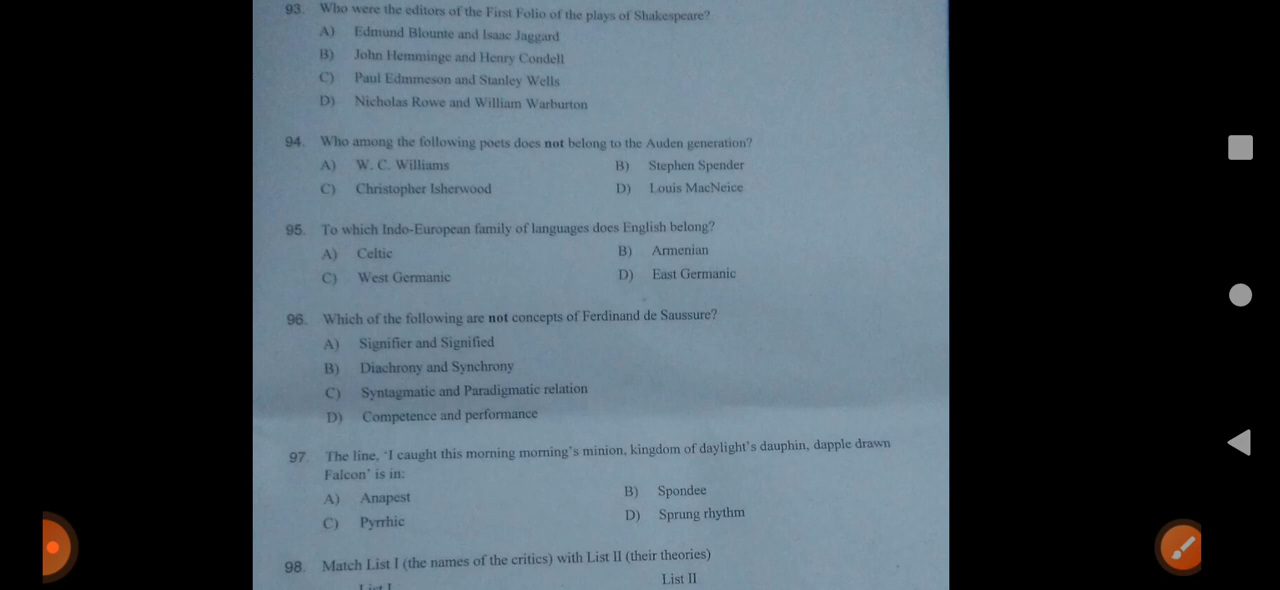 93. Who were the editors of the First Folio of the plays of Shakespeare?
A) Edmund Blounte and Isaac Jaggard
B) John Hemminge and Henry Condell
C) Paul Edmmeson and Stanley Wells
D) Nicholas Rowe and William Warburton
94. Who among the following poets does not belong to the Auden generation?
A) W. C. Williams B) Stephen Spender
C) Christopher Isherwood D) Louis MacNeice
95. To which Indo-European family of languages does English belong?
A) Celtic B) Armenian
C) West Germanic D) East Germanic
96. Which of the following are not concepts of Ferdinand de Saussure?
A) Signifier and Signified
B) Diachrony and Synchrony
C) Syntagmatic and Paradigmatic relation
D) Competence and performance
97. The line, 'I caught this morning morning's minion, kingdom of daylight's dauphin, dapple drawn
Falcon' is in:
A) Anapest B) Spondee
C) Pyrrhic D) Sprung rhythm
98. Match List I (the names of the critics) with List II (their theories)
List I List II